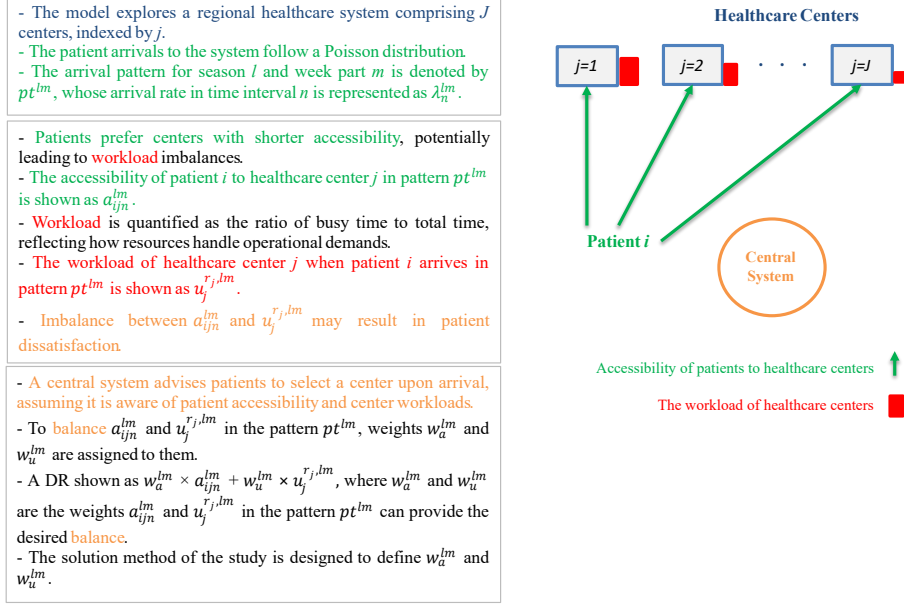 - The model explores a regional healthcare system comprising J
centers, indexed by j.
- The patient arrivals to the system follow a Poisson distribution.
- The arrival pattern for season l and week part m is denoted by
pt^{lm}, whose arrival rate in time interval n is represented as λ_n^{lm}.
- Patients prefer centers with shorter accessibility, potentially
leading to workload imbalances.
- The accessibility of patient i to healthcare center j in pattern pt^{lm}
is shown as a_{ijn}^{lm}.
- Workload is quantified as the ratio of busy time to total time,
reflecting how resources handle operational demands.
- The workload of healthcare center j when patient i arrives in
pattern pt^{lm} is shown as u_j^{r_j,lm}.
- Imbalance between a_{ijn}^{lm} and u_j^{r_j,lm} may result in patient
dissatisfaction.
- A central system advises patients to select a center upon arrival,
assuming it is aware of patient accessibility and center workloads.
- To balance a_{ijn}^{lm} and u_j^{r_j,lm} in the pattern pt^{lm}, weights w_a^{lm} and
w_u^{lm} are assigned to them.
- A DR shown as w_a^{lm} × a_{ijn}^{lm} + w_u^{lm} × u_j^{r_j,lm}, where w_a^{lm} and w_u^{lm}
are the weights a_{ijn}^{lm} and u_j^{r_j,lm} in the pattern pt^{lm} can provide the
desired balance.
- The solution method of the study is designed to define w_a^{lm} and
w_u^{lm}.
Healthcare Centers
j=1
j=2
. . .
j=J
Patient i
Central
System
Accessibility of patients to healthcare centers
The workload of healthcare centers